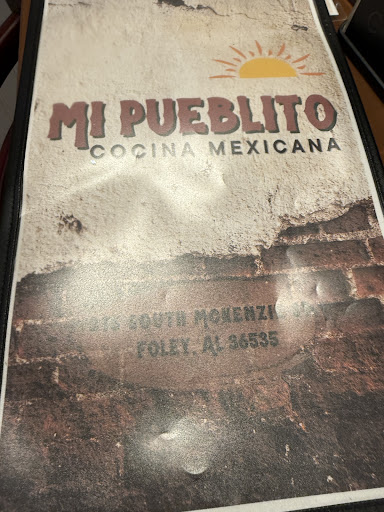 MI PUEBLITO
COCINA MEXICANA
SOUTH MCKENZIE
FOLEY, AL 36535